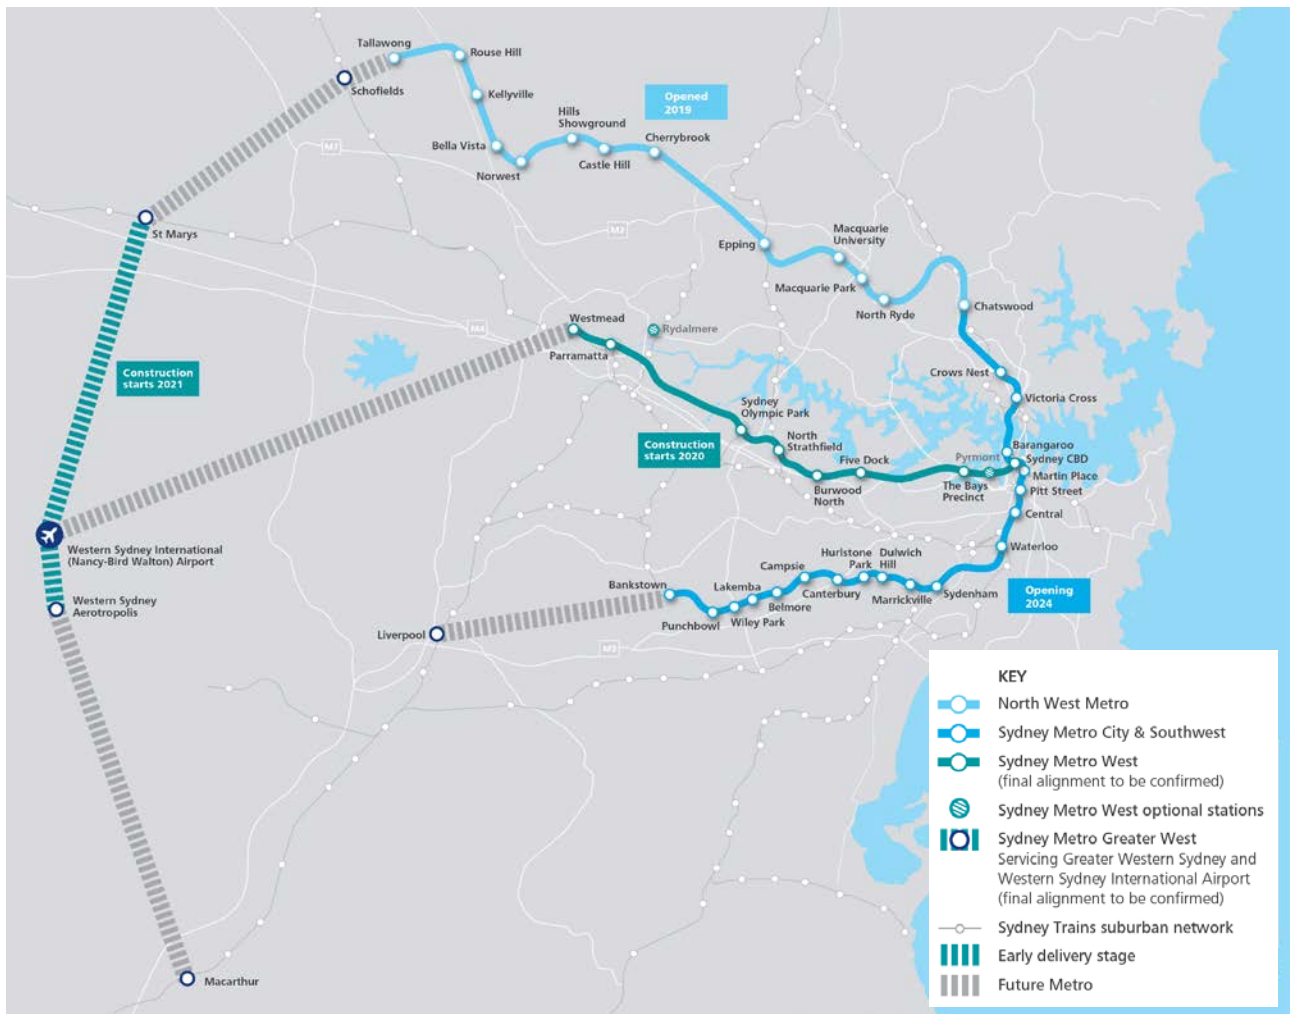 Tallawong
Rouse Hill
Schofields
Kellyville
Opened
2019
Hills
Showground
Cherrybrook
Bella Vista
Castle Hill
M7
Norwest
St Marys
M2
Epping
Macquarie
University
Macquarie Park
North Ryde
Chatswood
Westmead
M4
Rydalmere
Parramatta
Construction
starts 2021
Crows Nest
Victoria Cross
Sydney
Olympic Park
Construction
starts 2020
North
Strathfield
Five Dock
Burwood
North
Pyrmont
The Bays
Precinct
Barangaroo
Sydney CBD
Martin Place
Pitt Street
Central
Waterloo
Western Sydney International
(Nancy-Bird Walton) Airport
Western Sydney
Aerotropolis
Bankstown
Lakemba
Campsie
Hurlstone
Park
Dulwich
Hill
Canterbury
Belmore
Marrickville
Sydenham
Punchbowl
Wiley Park
Opening
2024
Liverpool
M5
Macarthur
KEY
North West Metro
Sydney Metro City & Southwest
Sydney Metro West
(final alignment to be confirmed)
Sydney Metro West optional stations
Sydney Metro Greater West
Servicing Greater Western Sydney and
Western Sydney International Airport
(final alignment to be confirmed)
Sydney Trains suburban network
Early delivery stage
Future Metro